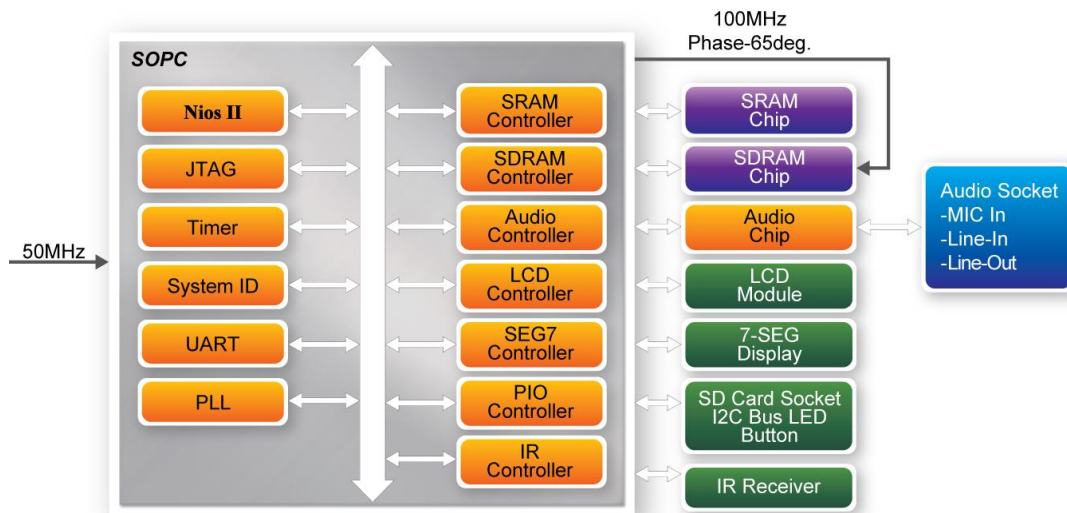 100MHz
Phase-65deg.
SOPC
50MHz
Nios II
JTAG
Timer
System ID
UART
PLL
SRAM
Controller
SDRAM
Controller
Audio
Controller
LCD
Controller
SEG7
Controller
PIO
Controller
IR
Controller
SRAM
Chip
SDRAM
Chip
Audio
Chip
LCD
Module
7-SEG
Display
SD Card Socket
I2C Bus LED
Button
IR Receiver
Audio Socket
-MIC In
-Line-In
-Line-Out